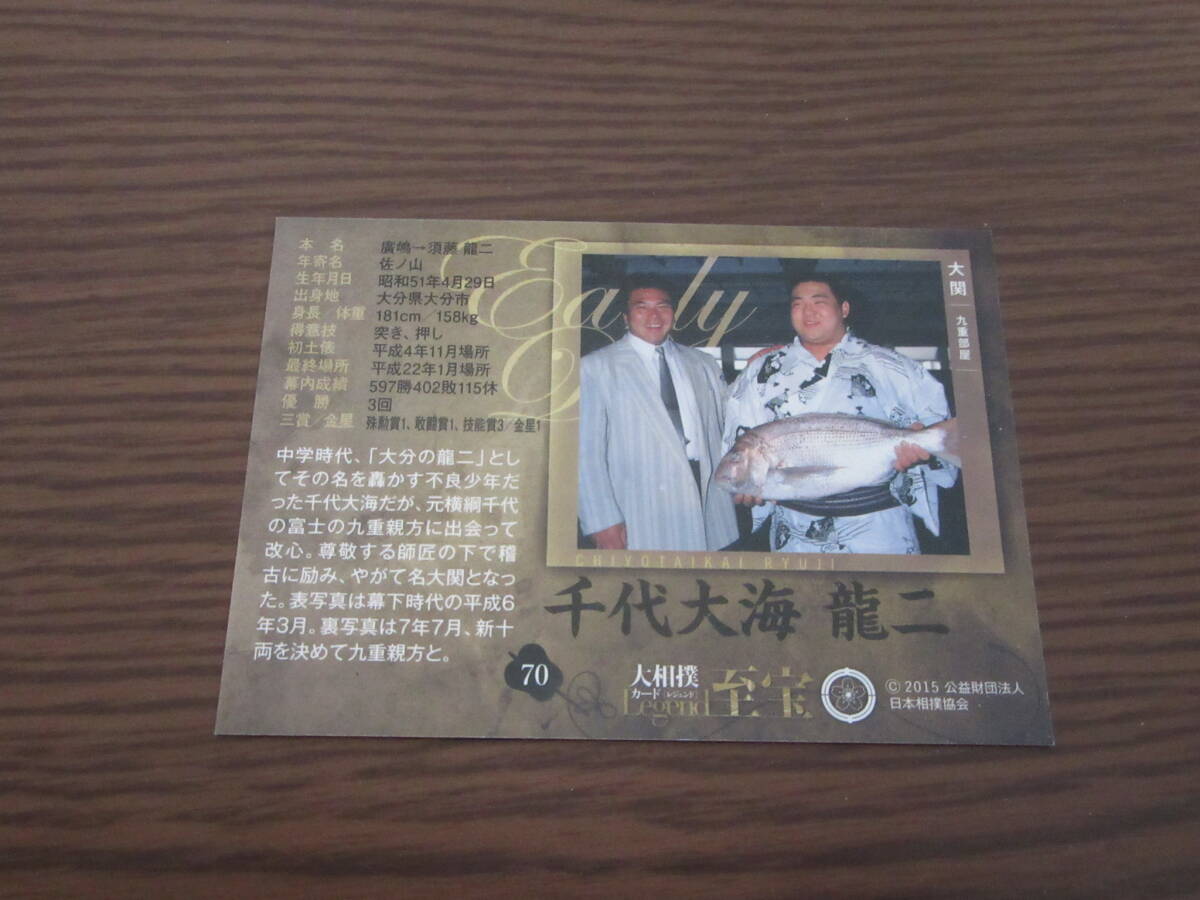 本名 廣嶋→須藤 龍二
年寄名 佐ノ山
生年月日 昭和51年4月29日
出身地 大分県大分市
身長/体重 181cm/158kg
得意技 突き、押し
初土俵 平成4年11月場所
最終場所 平成22年1月場所
幕内成績 597勝402敗115休
優勝 3回
三賞/金星 殊勲賞1、敢闘賞1、技能賞3/金星1
中学時代、「大分の龍二」とし
てその名を轟かす不良少年だ
った千代大海だが、元横綱千代
の富士の九重親方に出会って
改心。尊敬する師匠の下で稽
古に励み、やがて名大関となっ
た。表写真は幕下時代の平成6
年3月。裏写真は7年7月、新十
両を決めて九重親方と。
Early
大関
九重部屋
CHIYOTAIKAI RYUJI
千代大海 龍二
70
大相撲
カード[レジェンド]
Legend 至宝
© 2015 公益財団法人
日本相撲協会